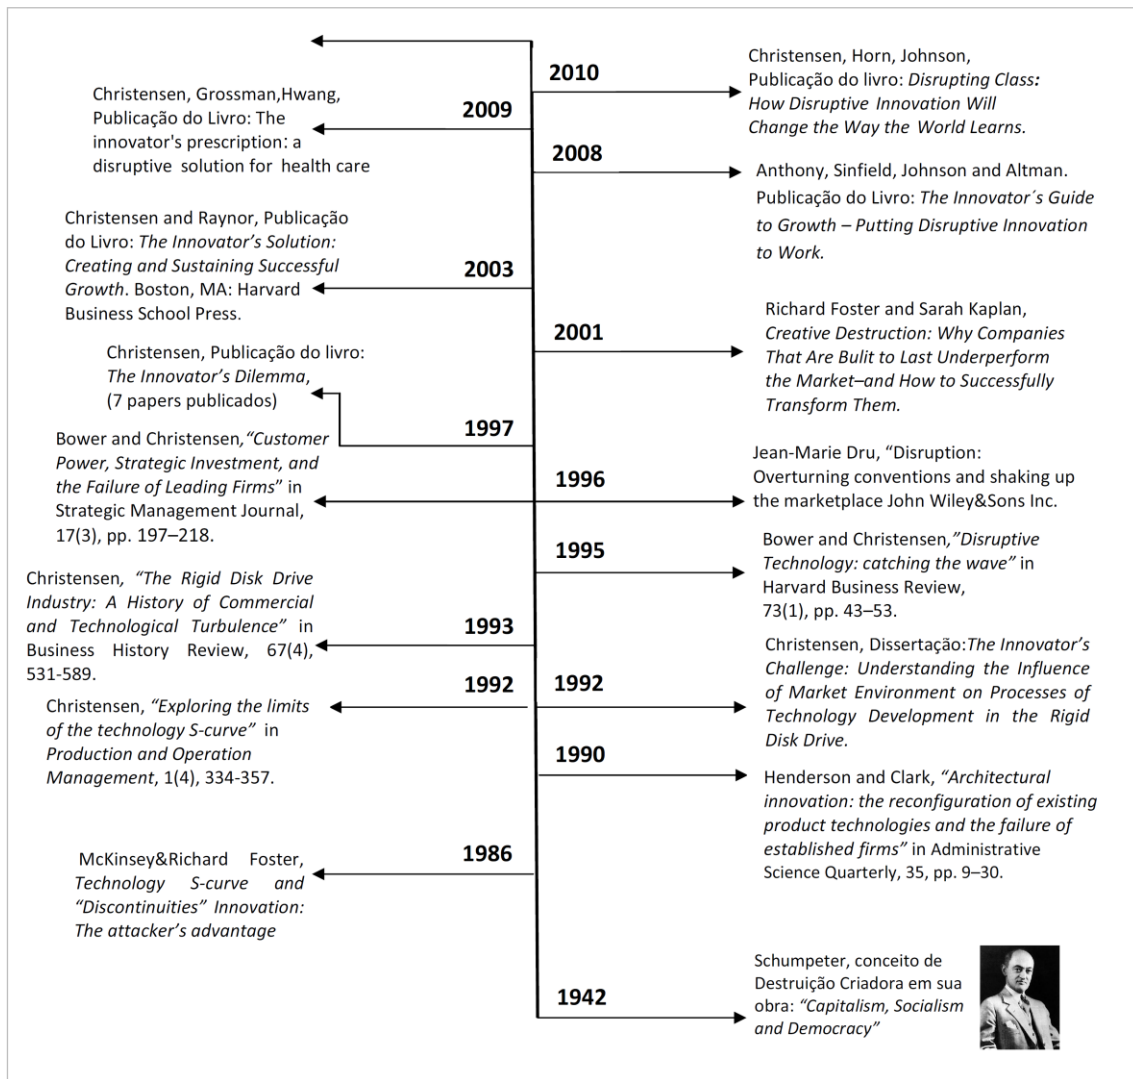 2010
Christensen, Horn, Johnson,
Publicação do livro: Disrupting Class:
How Disruptive Innovation Will
Change the Way the World Learns.
2009
Christensen, Grossman,Hwang,
Publicação do Livro: The
innovator's prescription: a
disruptive solution for health care
2008
Anthony, Sinfield, Johnson and Altman.
Publicação do Livro: The Innovator´s Guide
to Growth – Putting Disruptive Innovation
to Work.
2003
Christensen and Raynor, Publicação
do Livro: The Innovator’s Solution:
Creating and Sustaining Successful
Growth. Boston, MA: Harvard
Business School Press.
2001
Richard Foster and Sarah Kaplan,
Creative Destruction: Why Companies
That Are Bulit to Last Underperform
the Market–and How to Successfully
Transform Them.
1997
Christensen, Publicação do livro:
The Innovator’s Dilemma,
(7 papers publicados)
1996
Bower and Christensen,“Customer
Power, Strategic Investment, and
the Failure of Leading Firms” in
Strategic Management Journal,
17(3), pp. 197–218.
Jean-Marie Dru, “Disruption:
Overturning conventions and shaking up
the marketplace John Wiley&Sons Inc.
1995
Bower and Christensen,”Disruptive
Technology: catching the wave” in
Harvard Business Review,
73(1), pp. 43–53.
1993
Christensen, “The Rigid Disk Drive
Industry: A History of Commercial
and Technological Turbulence” in
Business History Review, 67(4),
531-589.
1992
Christensen, “Exploring the limits
of the technology S-curve” in
Production and Operation
Management, 1(4), 334-357.
1992
Christensen, Dissertação:The Innovator’s
Challenge: Understanding the Influence
of Market Environment on Processes of
Technology Development in the Rigid
Disk Drive.
1990
Henderson and Clark, “Architectural
innovation: the reconfiguration of existing
product technologies and the failure of
established firms” in Administrative
Science Quarterly, 35, pp. 9–30.
1986
McKinsey&Richard Foster,
Technology S-curve and
“Discontinuities” Innovation:
The attacker’s advantage
1942
Schumpeter, conceito de
Destruição Criadora em sua
obra: “Capitalism, Socialism
and Democracy”